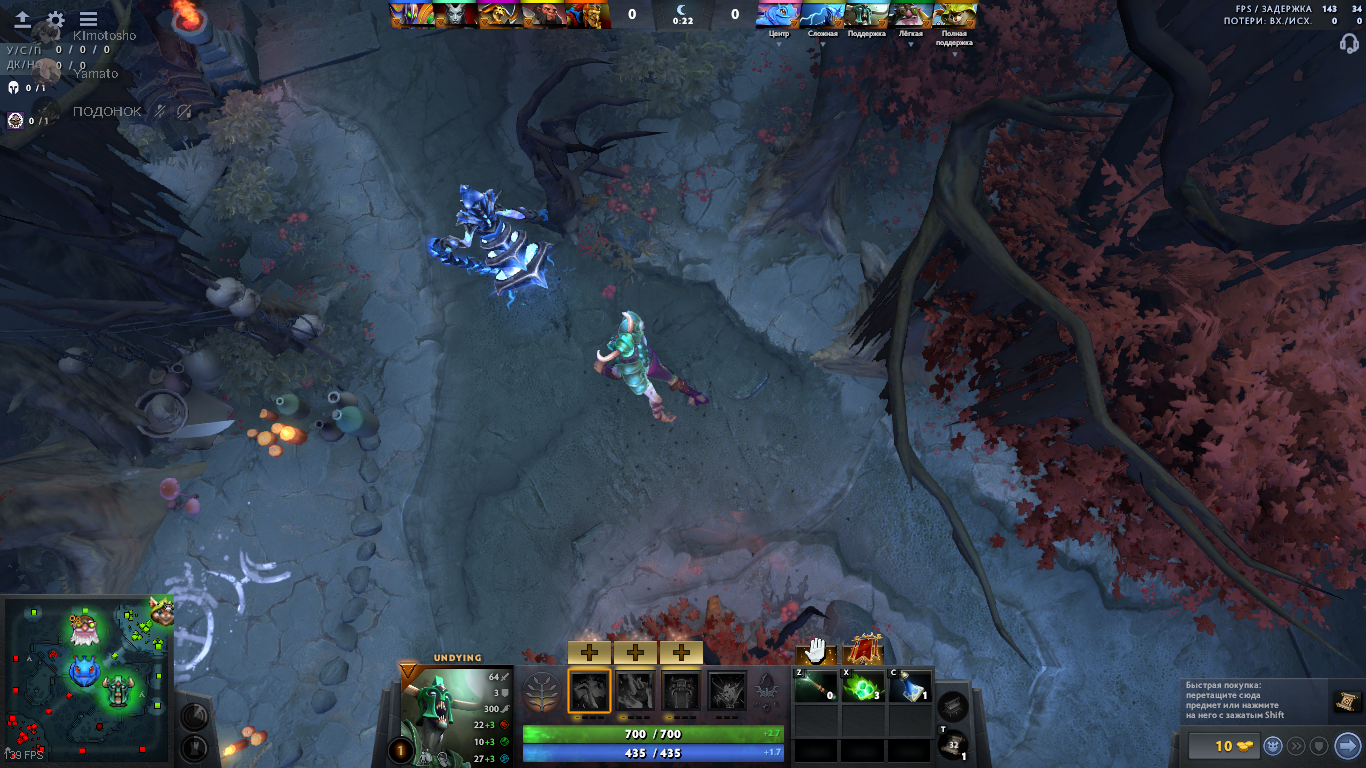 KImotosho
У/С/П 0 / 0 / 0
ДК/Н 0 / 0
Yamato
0 / 1
ПОДОНОК
0 / 1
0
0:22
0
Центр
Сложная
Поддержка
Лёгкая
Полная
поддержка
FPS / ЗАДЕРЖКА 143 34
ПОТЕРИ: ВХ./ИСХ. 0 0
139 FPS
UNDYING
64
3
300
22+3
10+3
27+3
1
700 / 700
+2.7
435 / 435
+1.7
Z
0
X
3
C
1
T
32
1
Быстрая покупка:
перетащите сюда
предмет или нажмите
на него с зажатым Shift
10